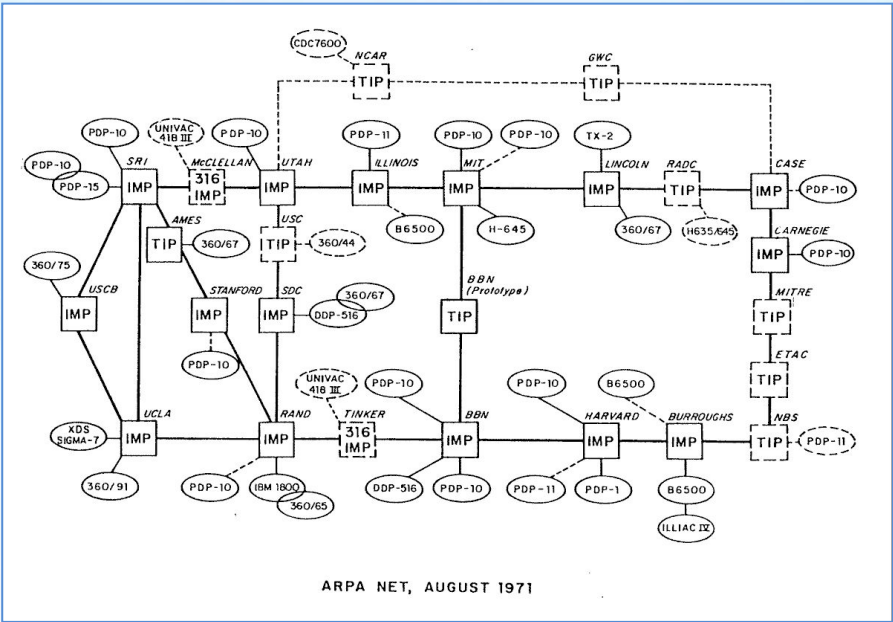 CDC7600
NCAR
TIP
GWC
TIP
PDP-10
UNIVAC
418 III
PDP-10
PDP-11
PDP-10
PDP-10
TX-2
PDP-10
PDP-15
SRI
IMP
McCLELLAN
316
IMP
UTAH
IMP
ILLINOIS
IMP
MIT
IMP
LINCOLN
IMP
RADC
TIP
CASE
IMP
PDP-10
AMES
TIP
360/67
USC
TIP
360/44
B6500
H-645
360/67
H635/645
CARNEGIE
IMP
PDP-10
360/75
USCB
IMP
STANFORD
IMP
PDP-10
SDC
IMP
360/67
DDP-516
BBN
(Prototype)
TIP
MITRE
TIP
ETAC
TIP
UNIVAC
418 III
PDP-10
PDP-10
B6500
XDS
SIGMA-7
UCLA
IMP
RAND
IMP
TINKER
316
IMP
BBN
IMP
HARVARD
IMP
BURROUGHS
IMP
NBS
TIP
PDP-11
360/91
PDP-10
IBM 1800
360/65
DDP-516
PDP-10
PDP-11
PDP-1
B6500
ILLIAC IV
ARPA NET, AUGUST 1971